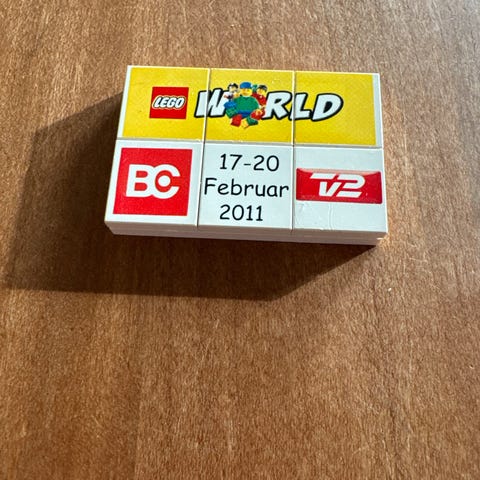 LEGO WORLD
BC
17-20
Februar
2011
TV2